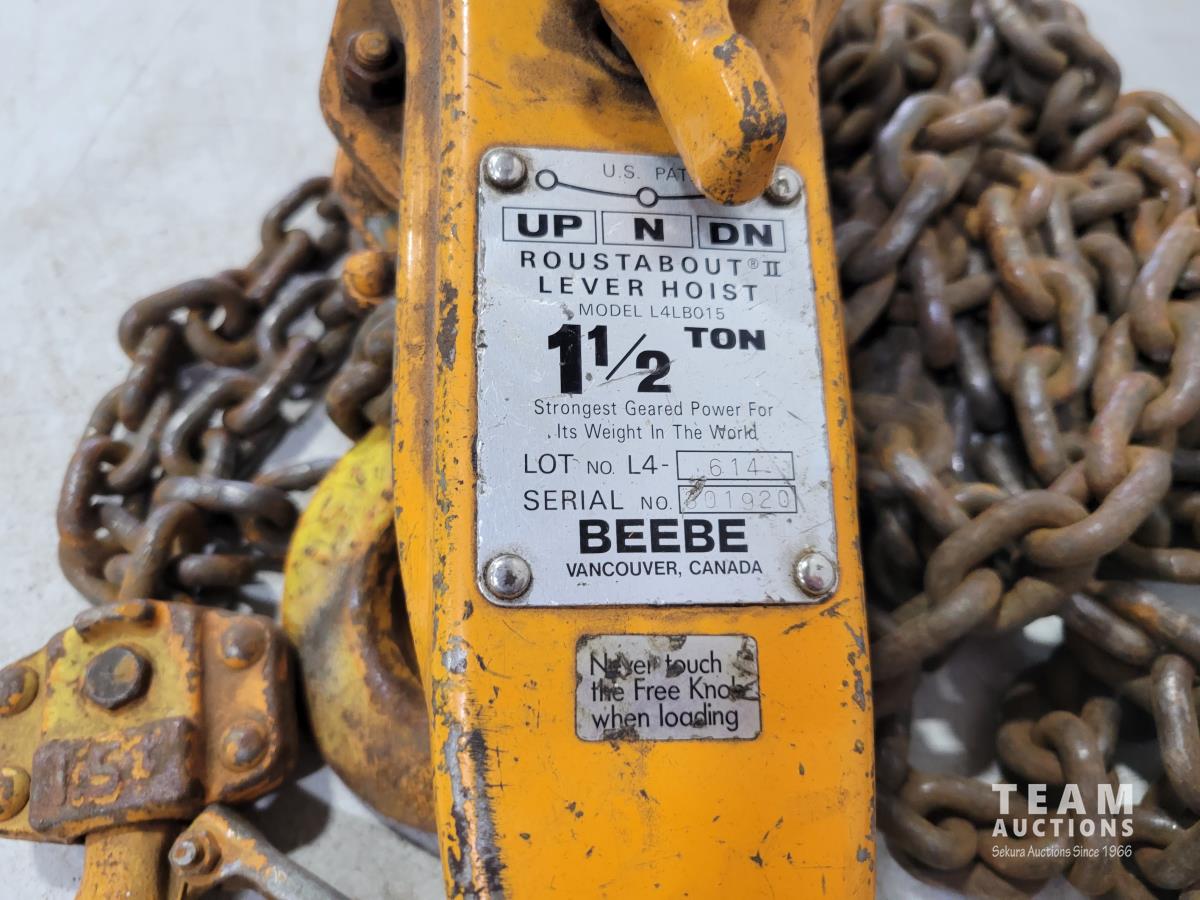 U.S. PAT
UP N DN
ROUSTABOUT® II
LEVER HOIST
MODEL L4LB015
1 1/2 TON
Strongest Geared Power For
Its Weight In The World
LOT NO. L4- 614
SERIAL NO. 301920
BEEBE
VANCOUVER, CANADA
Never touch
the Free Knob
when loading
TEAM
AUCTIONS
Sekura Auctions Since 1966